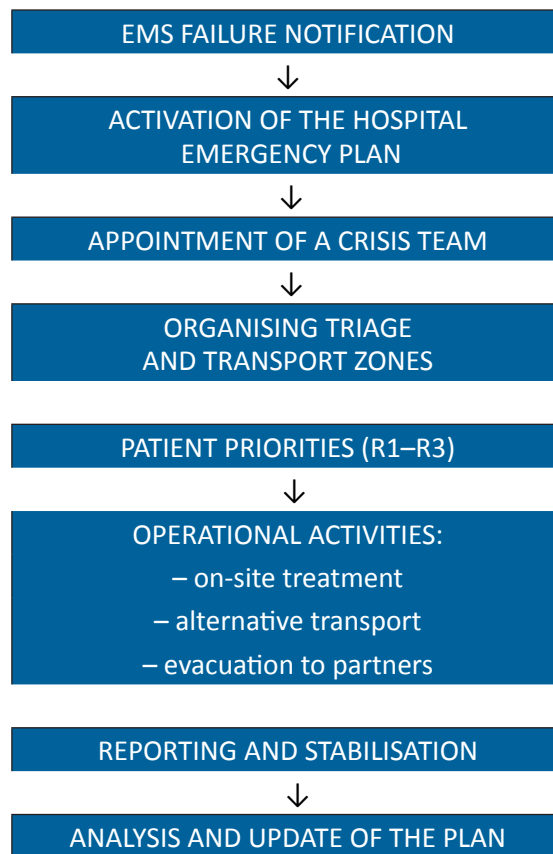 EMS FAILURE NOTIFICATION
ACTIVATION OF THE HOSPITAL
EMERGENCY PLAN
APPOINTMENT OF A CRISIS TEAM
ORGANISING TRIAGE
AND TRANSPORT ZONES
PATIENT PRIORITIES (R1–R3)
OPERATIONAL ACTIVITIES:
– on-site treatment
– alternative transport
– evacuation to partners
REPORTING AND STABILISATION
ANALYSIS AND UPDATE OF THE PLAN